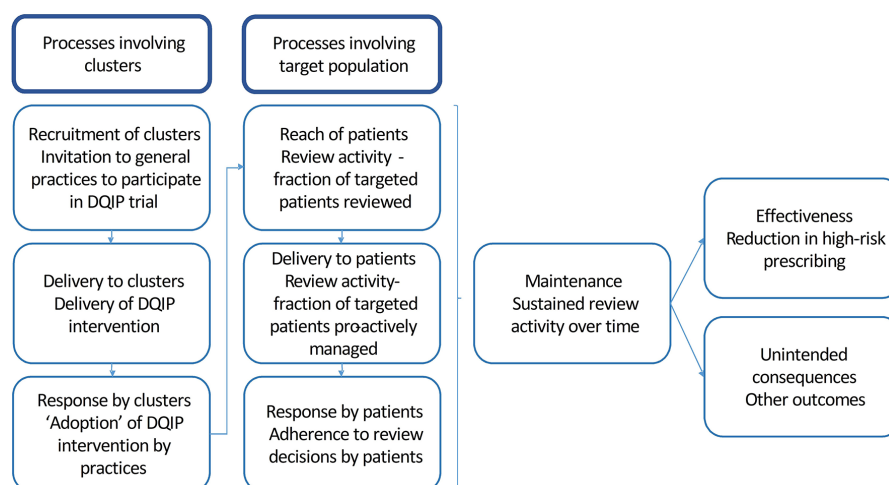 Processes involving
clusters
Processes involving
target population
Recruitment of clusters
Invitation to general
practices to participate
in DQIP trial
Delivery to clusters
Delivery of DQIP
intervention
Response by clusters
‘Adoption’ of DQIP
intervention by
practices
Reach of patients
Review activity -
fraction of targeted
patients reviewed
Delivery to patients
Review activity-
fraction of targeted
patients pro-actively
managed
Response by patients
Adherence to review
decisions by patients
Maintenance
Sustained review
activity over time
Effectiveness
Reduction in high-risk
prescribing
Unintended
consequences
Other outcomes